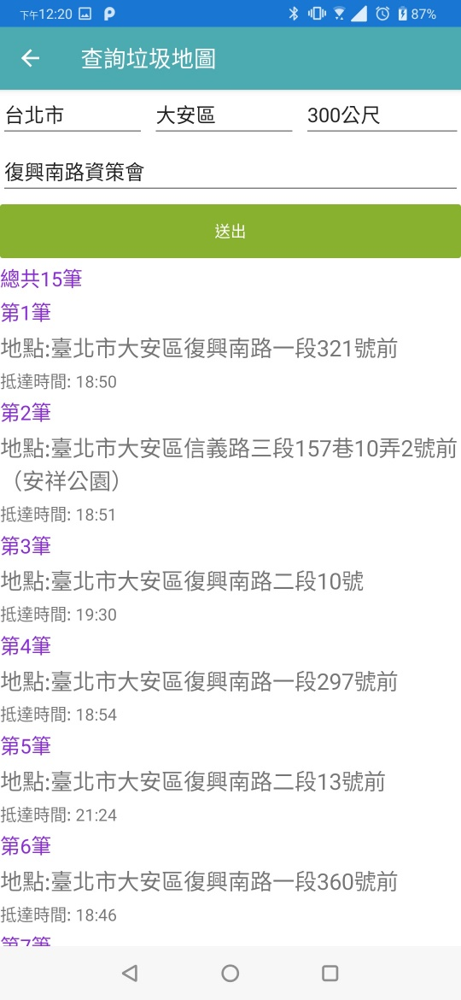 下午12:20 87%
查詢垃圾地圖
台北市 大安區 300公尺
復興南路資策會
送出
總共15筆
第1筆
地點:臺北市大安區復興南路一段321號前
抵達時間: 18:50
第2筆
地點:臺北市大安區信義路三段157巷10弄2號前
（安祥公園）
抵達時間: 18:51
第3筆
地點:臺北市大安區復興南路二段10號
抵達時間: 19:30
第4筆
地點:臺北市大安區復興南路一段297號前
抵達時間: 18:54
第5筆
地點:臺北市大安區復興南路二段13號前
抵達時間: 21:24
第6筆
地點:臺北市大安區復興南路一段360號前
抵達時間: 18:46
第7筆